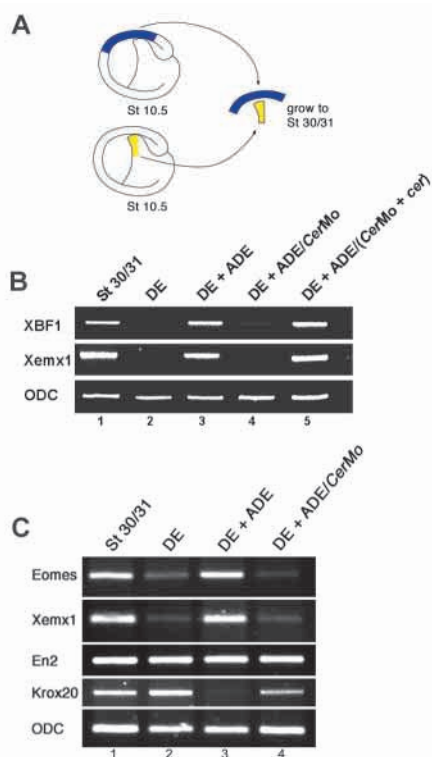 A
St 10.5
grow to
St 30/31
St 10.5
B
St 30/31
DE
DE + ADE
DE + ADE/CerMo
DE + ADE/(CerMo + cer)
XBF1
Xemx1
ODC
1 2 3 4 5
C
St 30/31
DE
DE + ADE
DE + ADE/CerMo
Eomes
Xemx1
En2
Krox20
ODC
1 2 3 4